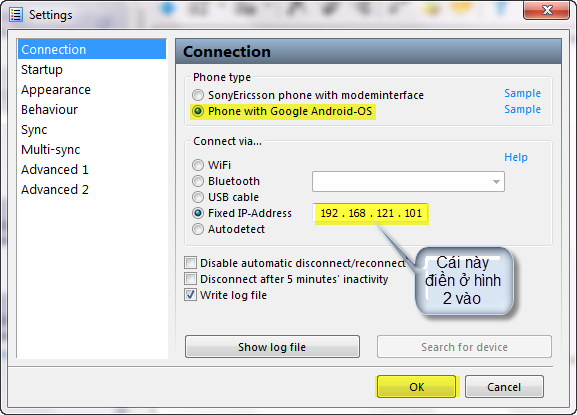 Settings
Connection
Startup
Appearance
Behaviour
Sync
Multi-sync
Advanced 1
Advanced 2
Connection
Phone type
SonyEricsson phone with modeminterface
Sample
Phone with Google Android-OS
Sample
Connect via...
Help
WiFi
Bluetooth
USB cable
Fixed IP-Address
192 . 168 . 121 . 101
Autodetect
Disable automatic disconnect/reconnect
Disconnect after 5 minutes' inactivity
Write log file
Cái này
điền ở hình
2 vào
Show log file
Search for device
OK
Cancel